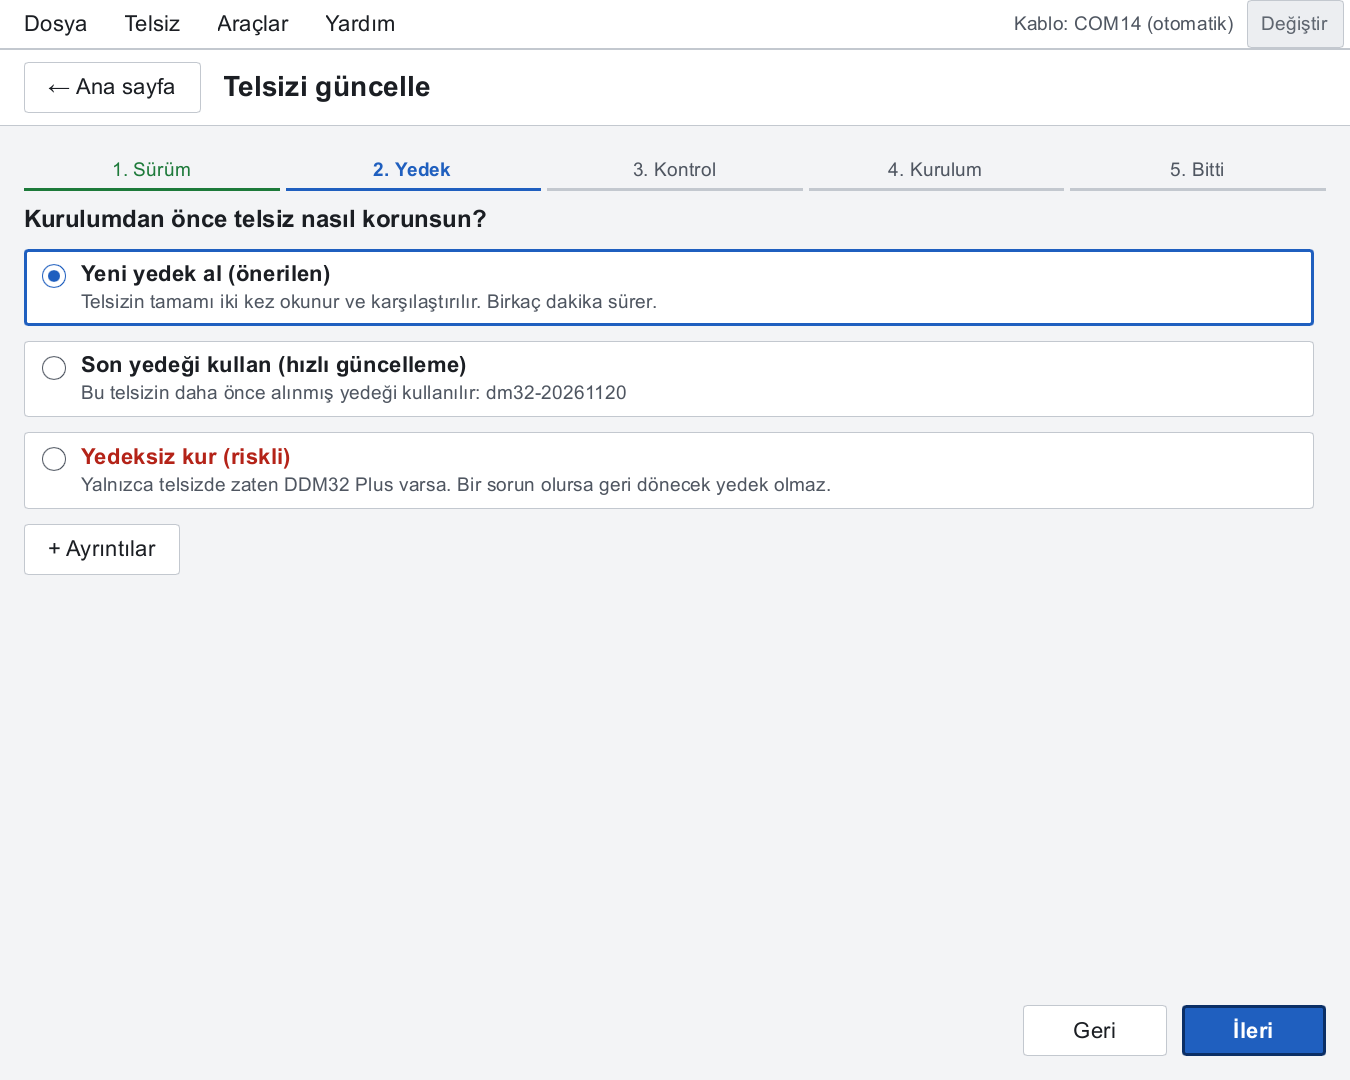 Dosya Telsiz Araçlar Yardım Kablo: COM14 (otomatik) Değiştir
← Ana sayfa Telsizi güncelle
1. Sürüm 2. Yedek 3. Kontrol 4. Kurulum 5. Bitti
Kurulumdan önce telsiz nasıl korunsun?
Yeni yedek al (önerilen)
Telsizin tamamı iki kez okunur ve karşılaştırılır. Birkaç dakika sürer.
Son yedeği kullan (hızlı güncelleme)
Bu telsizin daha önce alınmış yedeği kullanılır: dm32-20261120
Yedeksiz kur (riskli)
Yalnızca telsizde zaten DDM32 Plus varsa. Bir sorun olursa geri dönecek yedek olmaz.
+ Ayrıntılar
Geri İleri